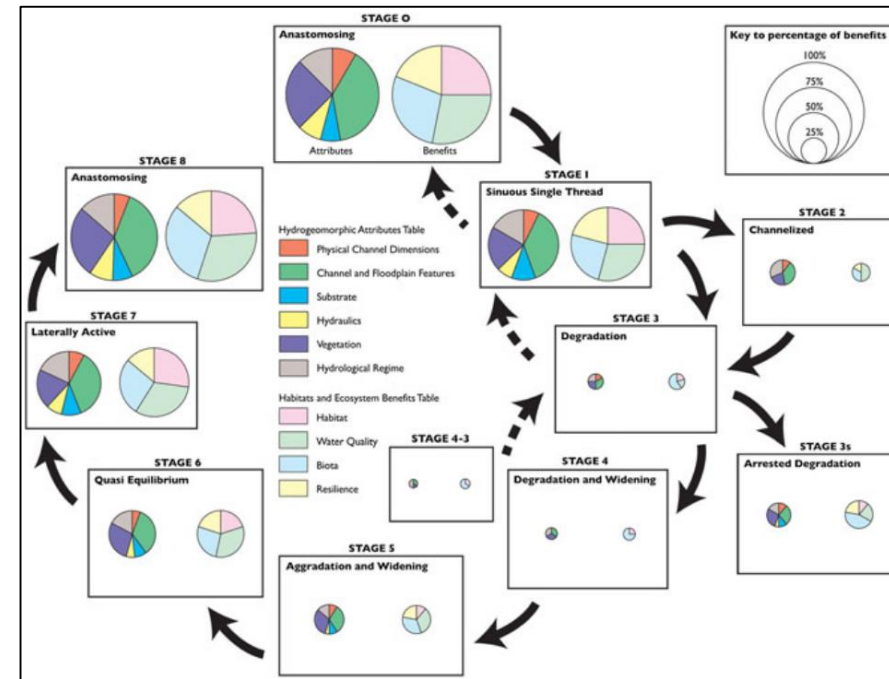 STAGE O
Anastomosing
Attributes
Benefits
Key to percentage of benefits
100%
75%
50%
25%
STAGE 8
Anastomosing
STAGE I
Sinuous Single Thread
STAGE 2
Channelized
Hydrogeomorphic Attributes Table
Physical Channel Dimensions
Channel and Floodplain Features
Substrate
Hydraulics
Vegetation
Hydrological Regime
Habitats and Ecosystem Benefits Table
Habitat
Water Quality
Biota
Resilience
STAGE 7
Laterally Active
STAGE 3
Degradation
STAGE 4-3
STAGE 4
Degradation and Widening
STAGE 3s
Arrested Degradation
STAGE 6
Quasi Equilibrium
STAGE 5
Aggradation and Widening